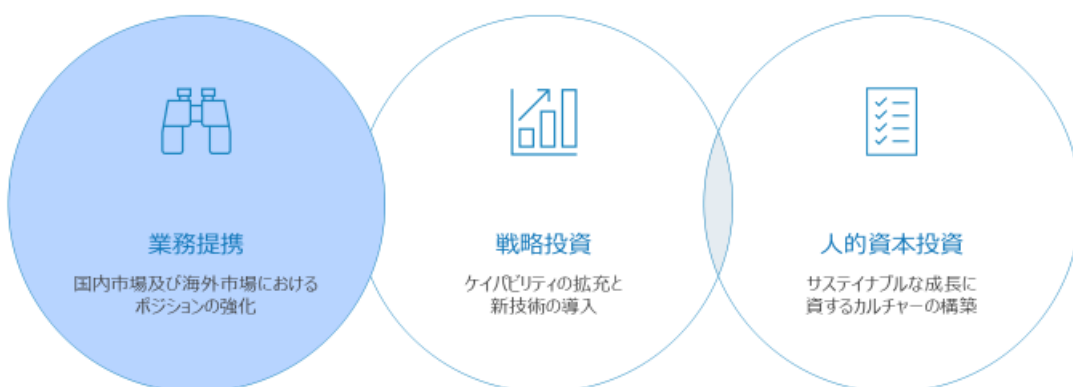 業務提携
国内市場及び海外市場における
ポジションの強化
戦略投資
ケイパビリティの拡充と
新技術の導入
人的資本投資
サステイナブルな成長に
資するカルチャーの構築